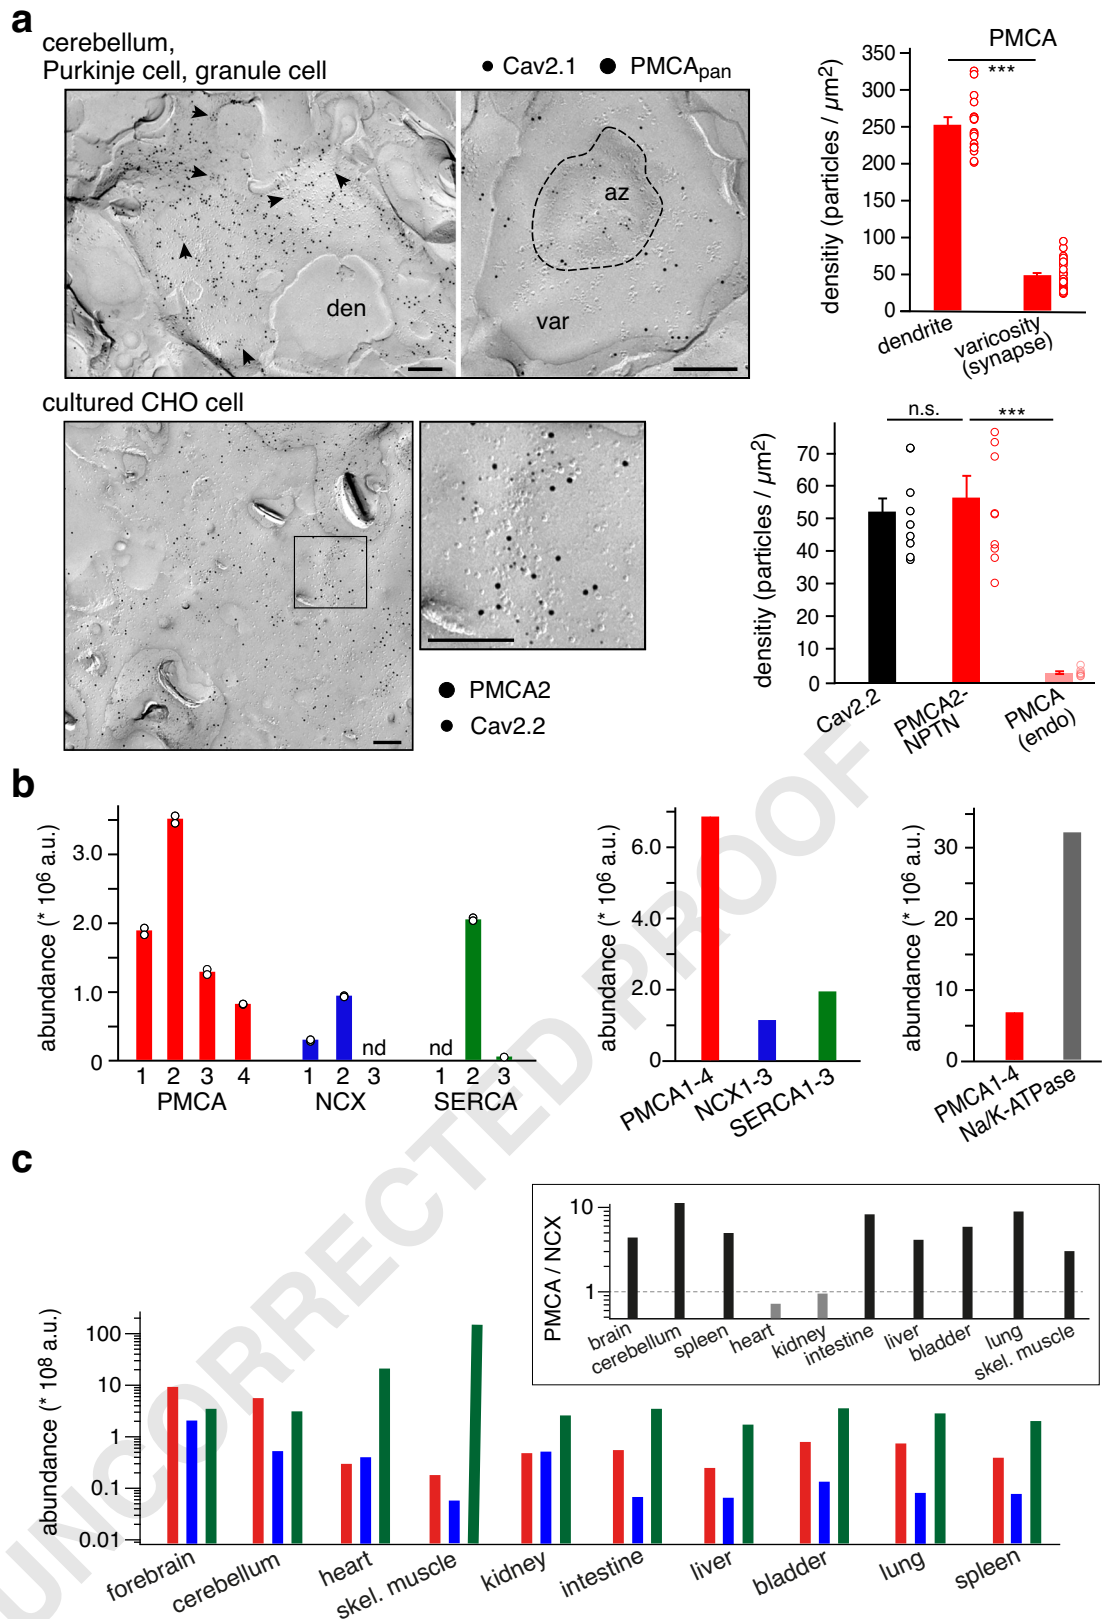 a
cerebellum,
Purkinje cell, granule cell
Cav2.1 PMCApan
den
az
var
PMCA
***
densitiy (particles / µm2)
350
300
250
200
150
100
50
0
dendrite
varicosity
(synapse)
cultured CHO cell
PMCA2
Cav2.2
n.s. ***
densitiy (particles / µm2)
70
60
50
40
30
20
10
0
Cav2.2
PMCA2-
NPTN
PMCA
(endo)
b
abundance (* 10⁶ a.u.)
3.0
2.0
1.0
0
nd nd
1 2 3 4 1 2 3 1 2 3
PMCA NCX SERCA
abundance (* 10⁶ a.u.)
6.0
4.0
2.0
0
PMCA1-4
NCX1-3
SERCA1-3
abundance (* 10⁶ a.u.)
30
20
10
0
PMCA1-4
Na/K-ATPase
c
PMCA / NCX
10
1
brain
cerebellum
spleen
heart
kidney
intestine
liver
bladder
lung
skel. muscle
abundance (* 10⁸ a.u.)
100
10
1
0.1
0.01
forebrain
cerebellum
heart
skel. muscle
kidney
intestine
liver
bladder
lung
spleen
UNCORRECTED PROOF